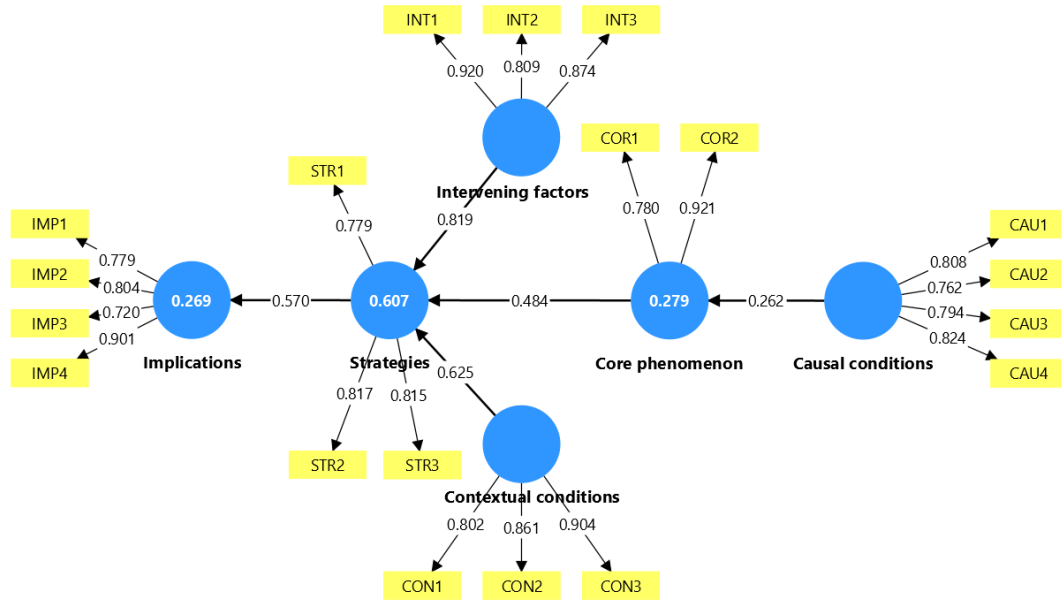 INT1
INT2
INT3
0.920
0.809
0.874
COR1
COR2
STR1
Intervening factors
0.780
0.921
0.779
0.819
IMP1
IMP2
IMP3
IMP4
0.779
0.804
0.720
0.901
0.269
Implications
0.570
0.607
Strategies
0.484
0.279
Core phenomenon
0.262
Causal conditions
0.808
0.762
0.794
0.824
CAU1
CAU2
CAU3
CAU4
0.625
0.817
0.815
STR2
STR3
Contextual conditions
0.802
0.861
0.904
CON1
CON2
CON3